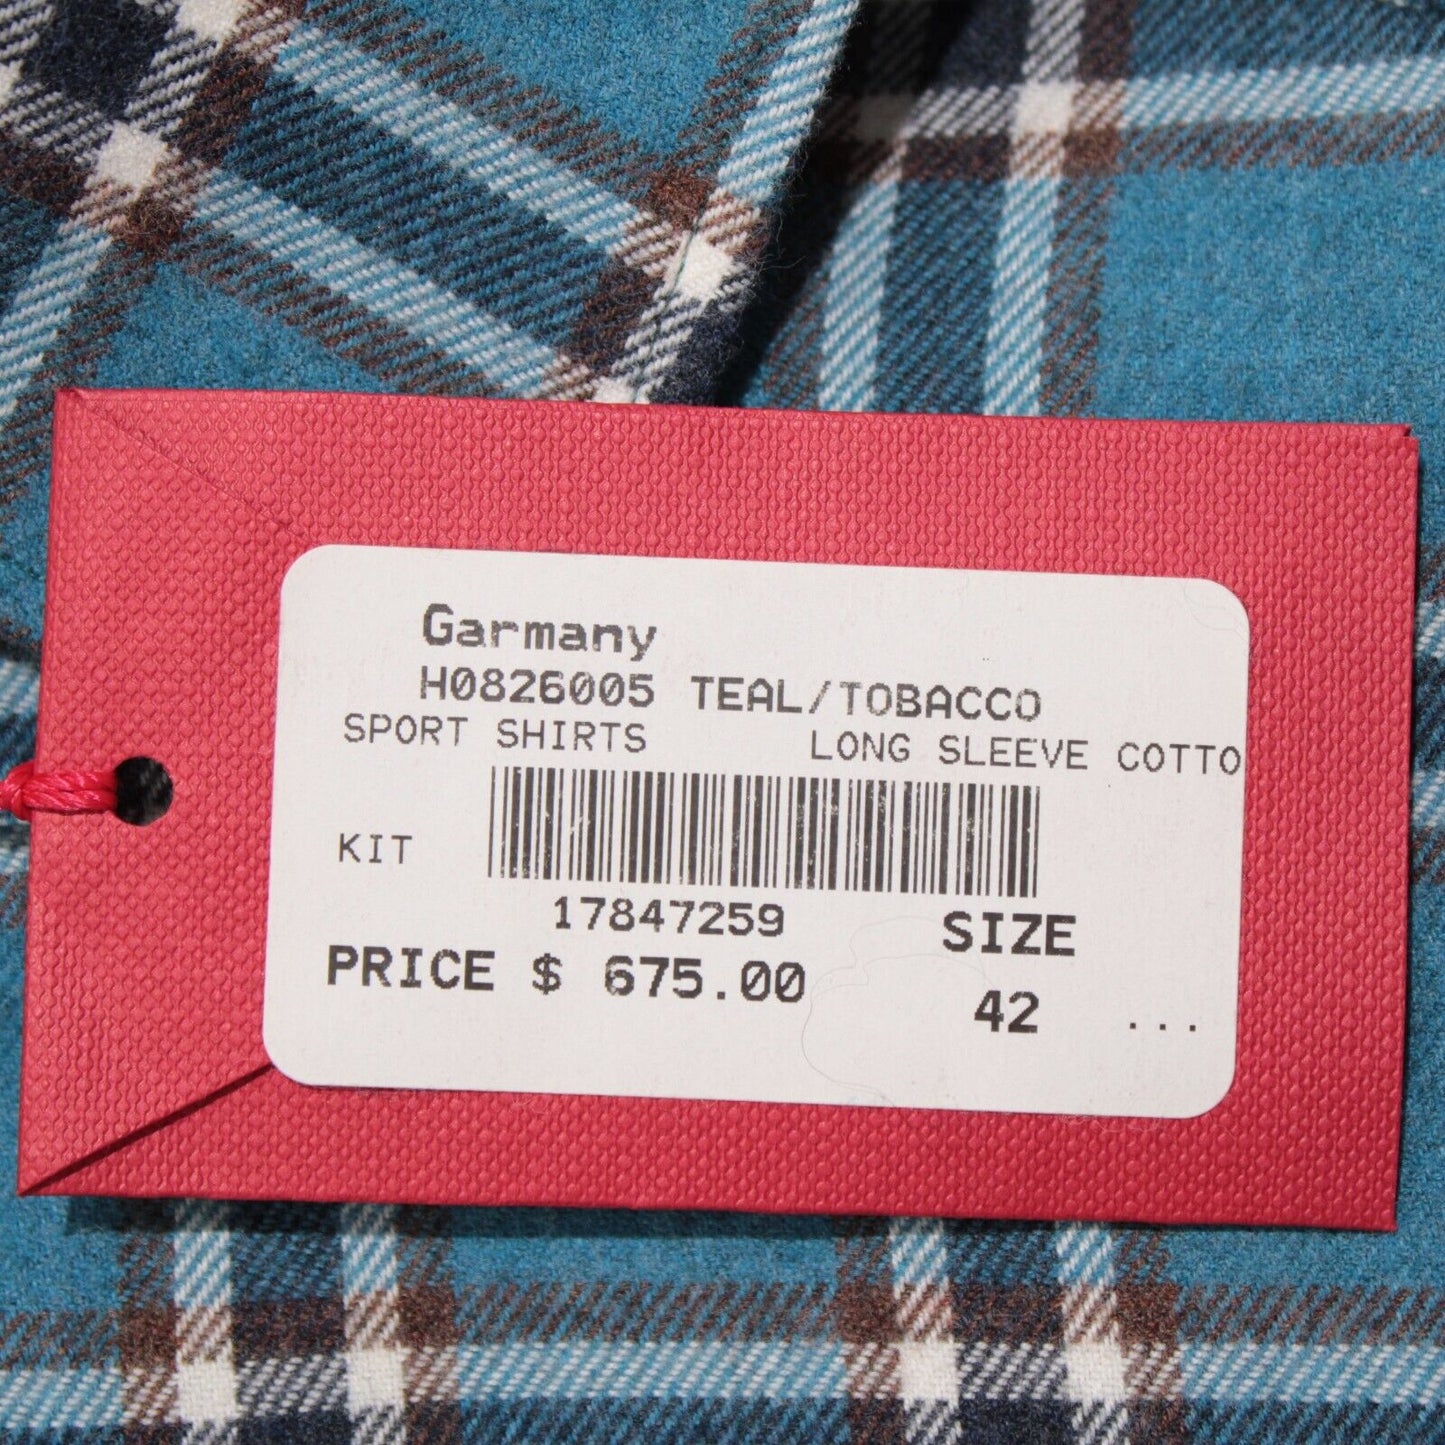 Garmany
H0826005 TEAL/TOBACCO
SPORT SHIRTS LONG SLEEVE COTTO
KIT
17847259
SIZE
PRICE $ 675.00
42 ...